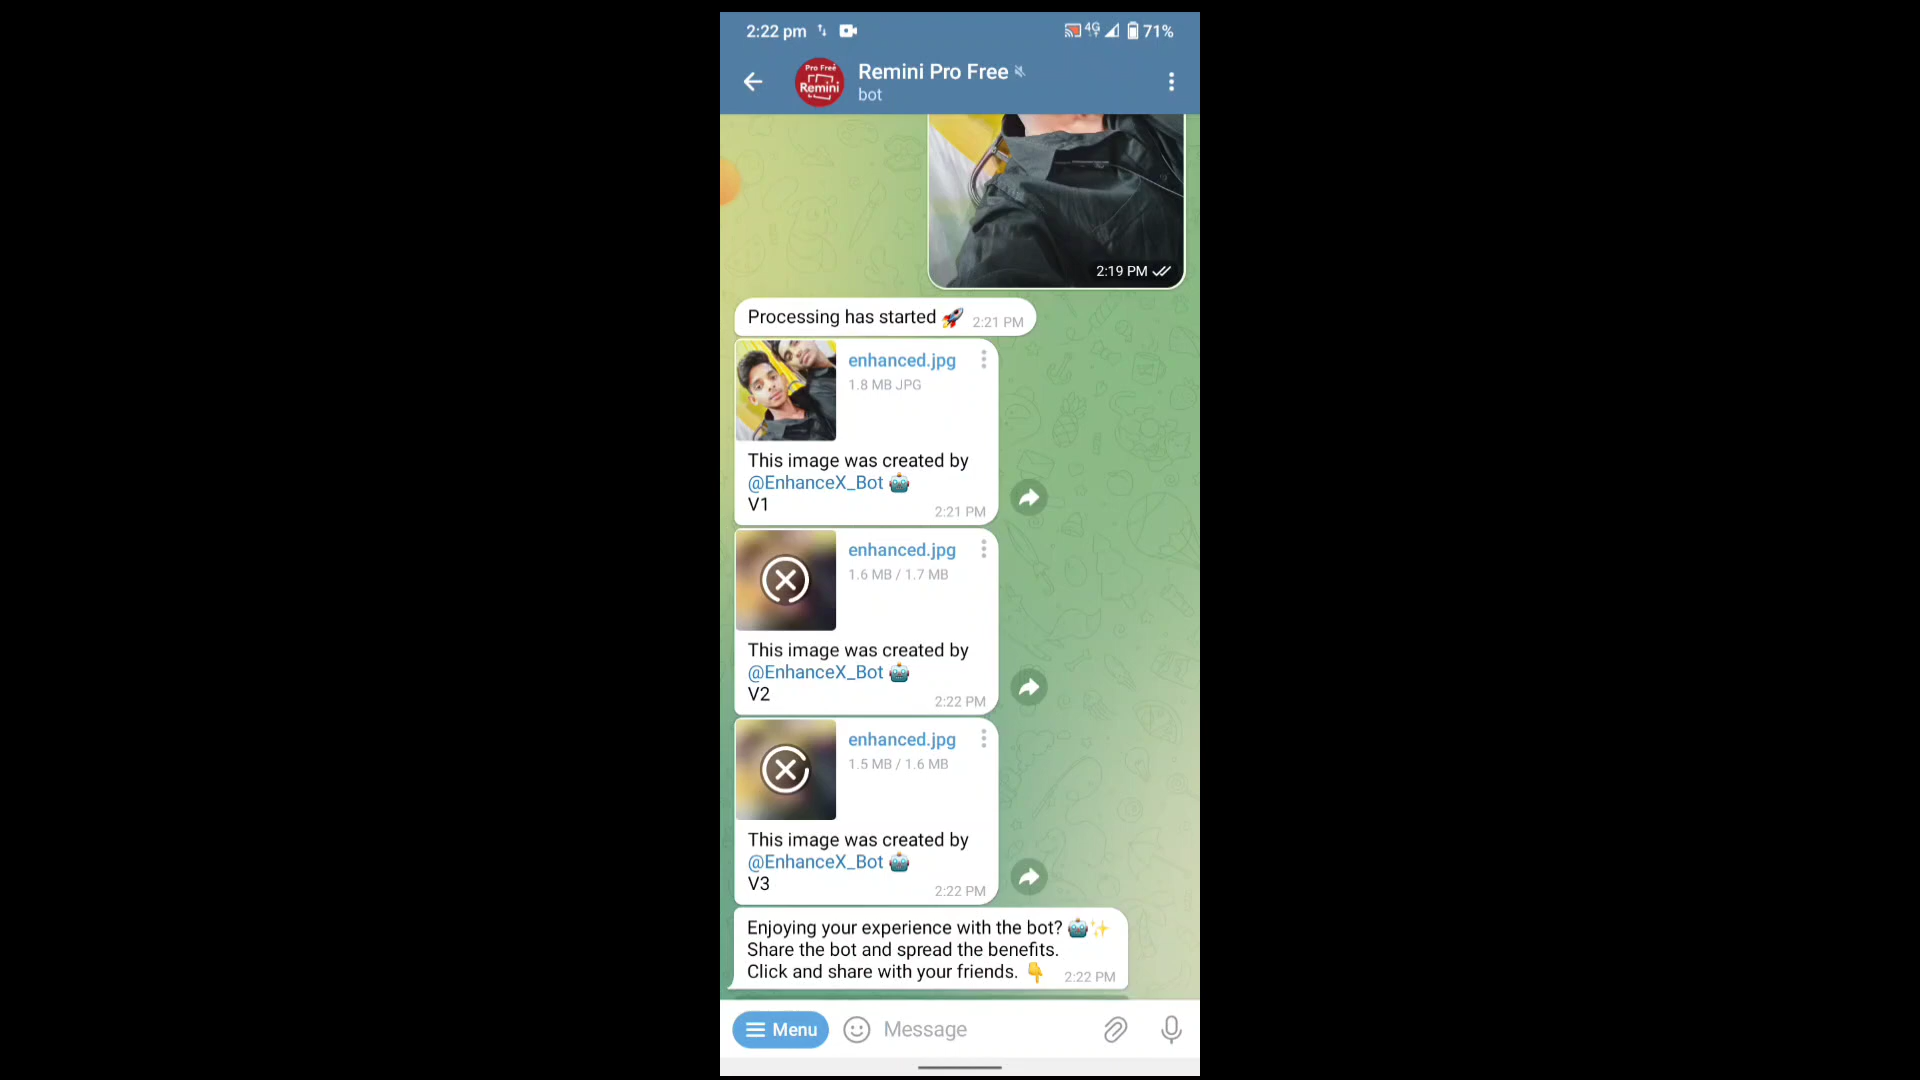 2:22 pm
4G
71%
Pro Free
Remini
Remini Pro Free
bot
2:19 PM
Processing has started 🚀 2:21 PM
enhanced.jpg
1.8 MB JPG
This image was created by
@EnhanceX_Bot 🤖
V1
2:21 PM
enhanced.jpg
1.6 MB / 1.7 MB
This image was created by
@EnhanceX_Bot 🤖
V2
2:22 PM
enhanced.jpg
1.5 MB / 1.6 MB
This image was created by
@EnhanceX_Bot 🤖
V3
2:22 PM
Enjoying your experience with the bot? 🤖✨
Share the bot and spread the benefits.
Click and share with your friends. 👇 2:22 PM
Menu
Message